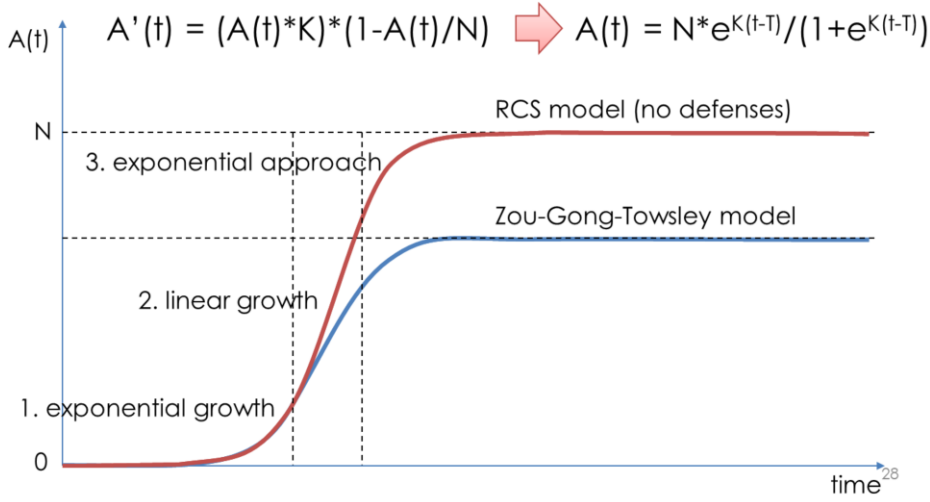 A(t)
A'(t) = (A(t)*K)*(1-A(t)/N) A(t) = N*e^K(t-T)/(1+e^K(t-T))
RCS model (no defenses)
N
3. exponential approach
Zou-Gong-Towsley model
2. linear growth
1. exponential growth
0
time
28